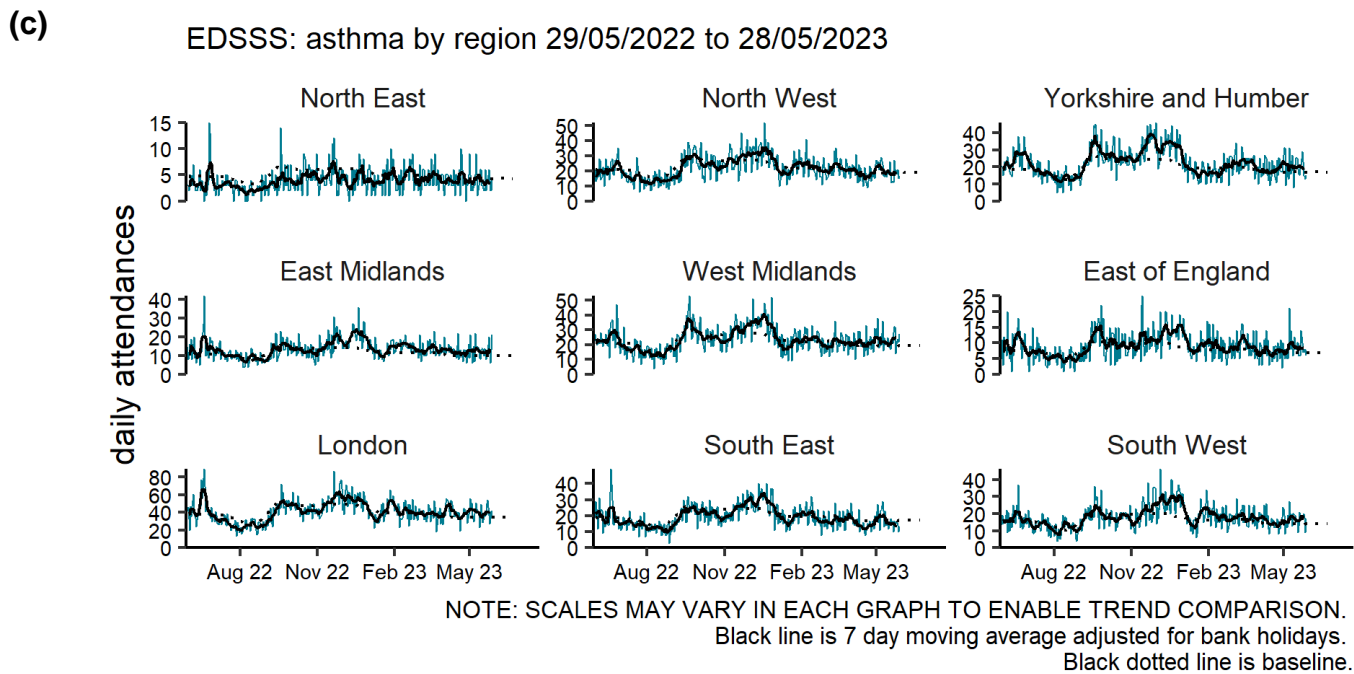 (c)
EDSSS: asthma by region 29/05/2022 to 28/05/2023
daily attendances
North East
15
10
5
0
North West
50
40
30
20
10
0
Yorkshire and Humber
40
30
20
10
0
East Midlands
40
30
20
10
0
West Midlands
50
40
30
20
10
0
East of England
25
20
15
10
5
0
London
80
60
40
20
0
Aug 22 Nov 22 Feb 23 May 23
South East
40
30
20
10
0
Aug 22 Nov 22 Feb 23 May 23
South West
40
30
20
10
0
Aug 22 Nov 22 Feb 23 May 23
NOTE: SCALES MAY VARY IN EACH GRAPH TO ENABLE TREND COMPARISON.
Black line is 7 day moving average adjusted for bank holidays.
Black dotted line is baseline.